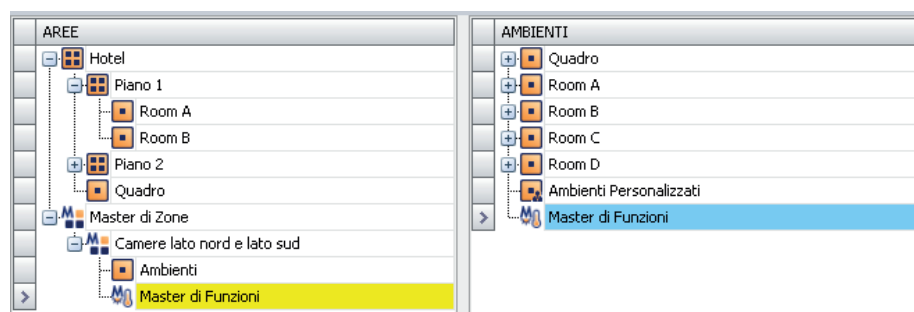 AREE
Hotel
Piano 1
Room A
Room B
Piano 2
Quadro
Master di Zone
Camere lato nord e lato sud
Ambienti
Master di Funzioni
AMBIENTI
Quadro
Room A
Room B
Room C
Room D
Ambienti Personalizzati
Master di Funzioni